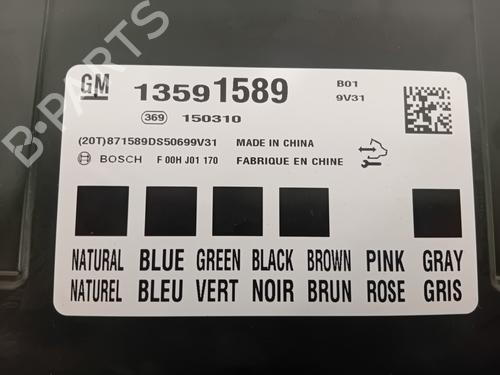 GM 13591589 B01
9V31
369 150310
(20T)871589DS50699V31 MADE IN CHINA
BOSCH F 00H J01 170 FABRIQUE EN CHINE
NATURAL BLUE GREEN BLACK BROWN PINK GRAY
NATUREL BLEU VERT NOIR BRUN ROSE GRIS
B-PARTS